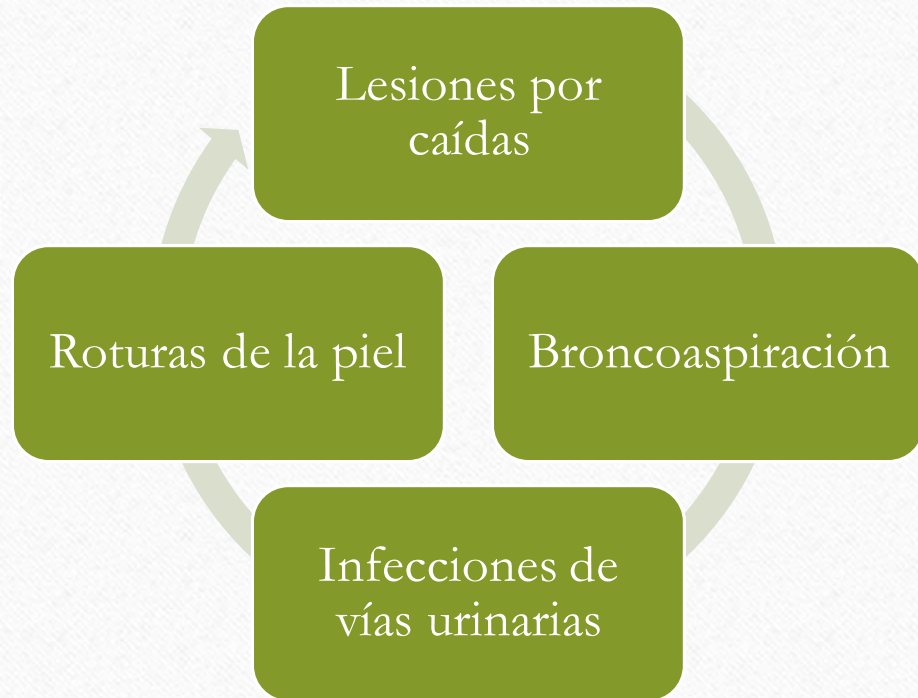 Lesiones por
caídas
Roturas de la piel
Broncoaspiración
Infecciones de
vías urinarias